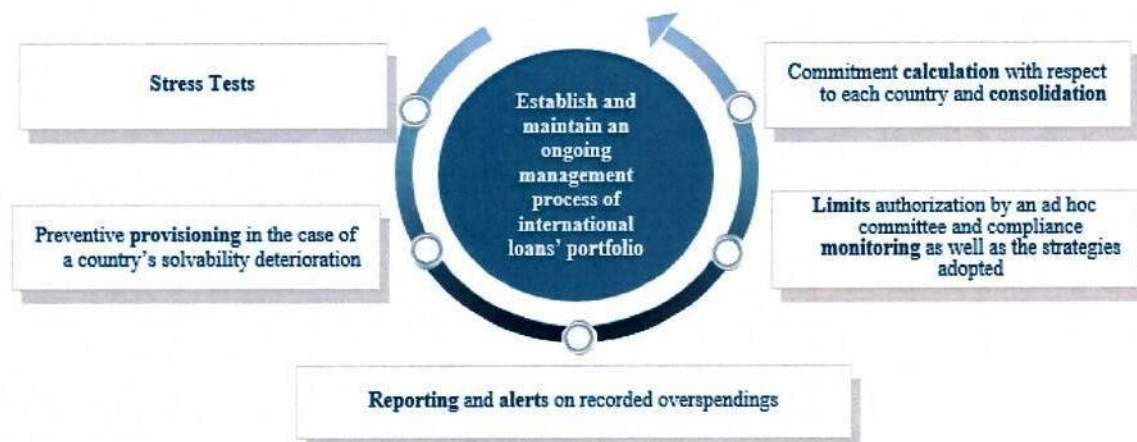 Stress Tests
Commitment calculation with respect
to each country and consolidation
Establish and
maintain an
ongoing
management
process of
international
loans' portfolio
Preventive provisioning in the case of
a country's solvability deterioration
Limits authorization by an ad hoc
committee and compliance
monitoring as well as the strategies
adopted
Reporting and alerts on recorded overspendings